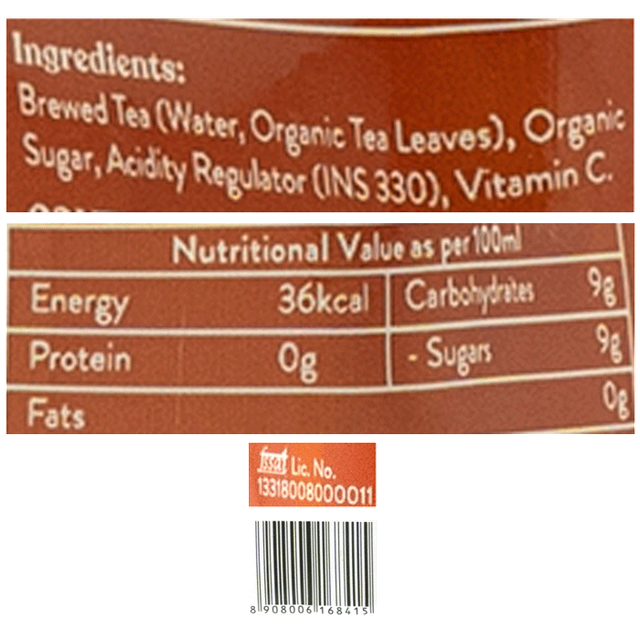 Ingredients:
Brewed Tea (Water, Organic Tea Leaves), Organic
Sugar, Acidity Regulator (INS 330), Vitamin C.
Nutritional Value as per 100ml
Energy 36kcal Carbohydrates 9g
Protein 0g - Sugars 9g
Fats 0g
fssai Lic. No.
13318008000011
8 908006 168415